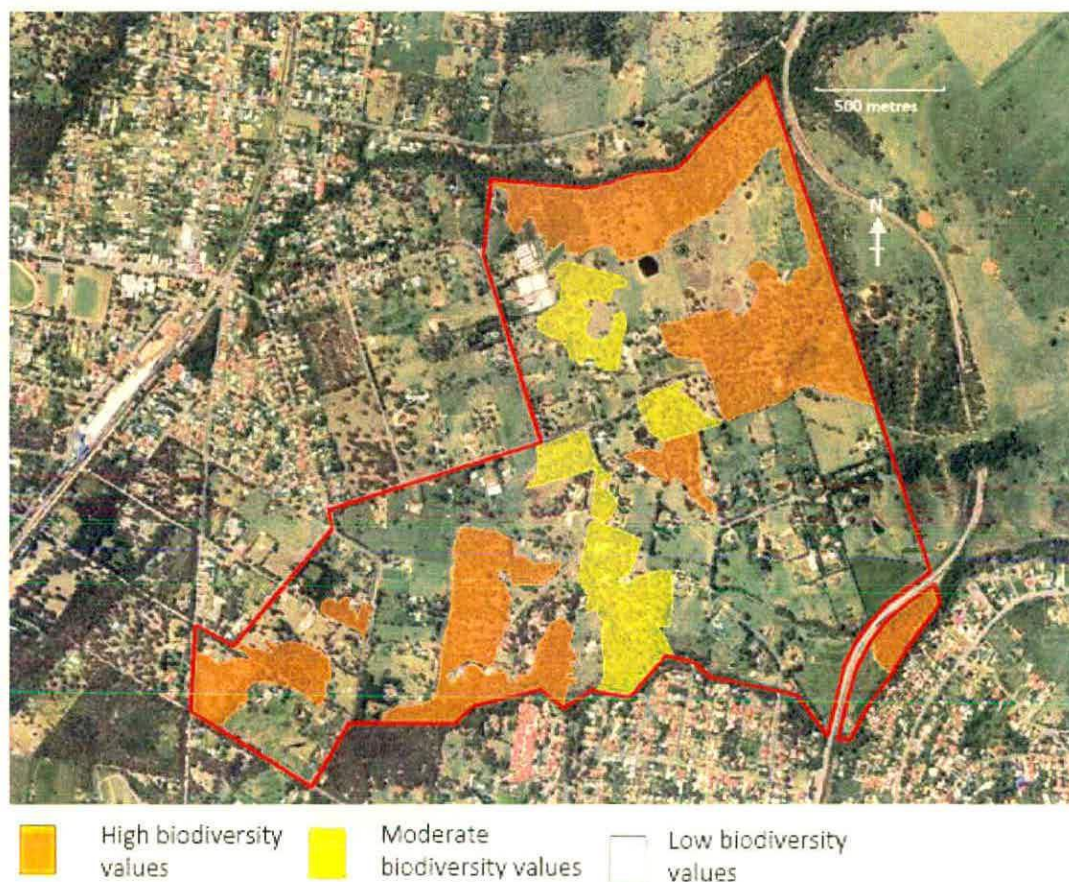 500 metres
N
High biodiversity
values
Moderate
biodiversity values
Low biodiversity
values